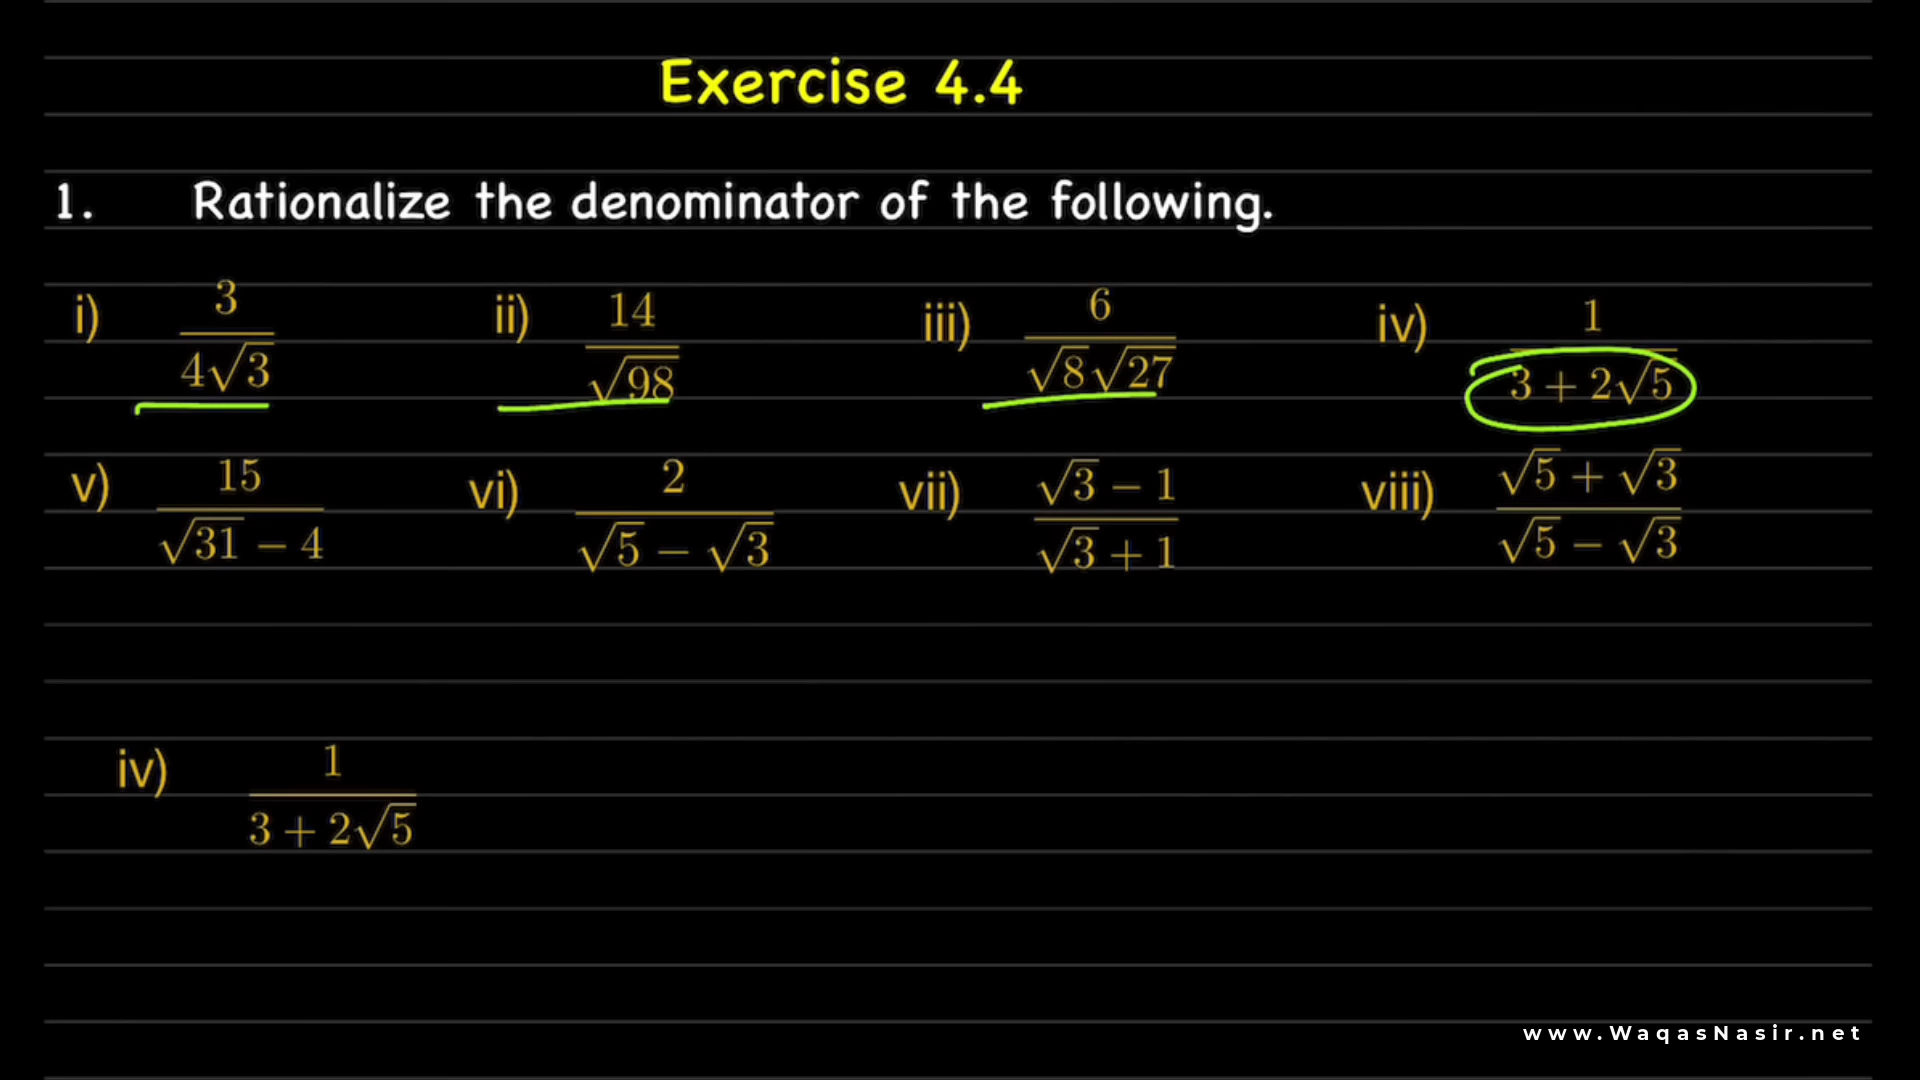 Exercise 4.4
1. Rationalize the denominator of the following.
i) 3/(4√3) ii) 14/√98 iii) 6/(√8√27) iv) 1/(3 + 2√5)
v) 15/(√31 − 4) vi) 2/(√5 − √3) vii) (√3 − 1)/(√3 + 1) viii) (√5 + √3)/(√5 − √3)
iv) 1/(3 + 2√5)
www.WaqasNasir.net